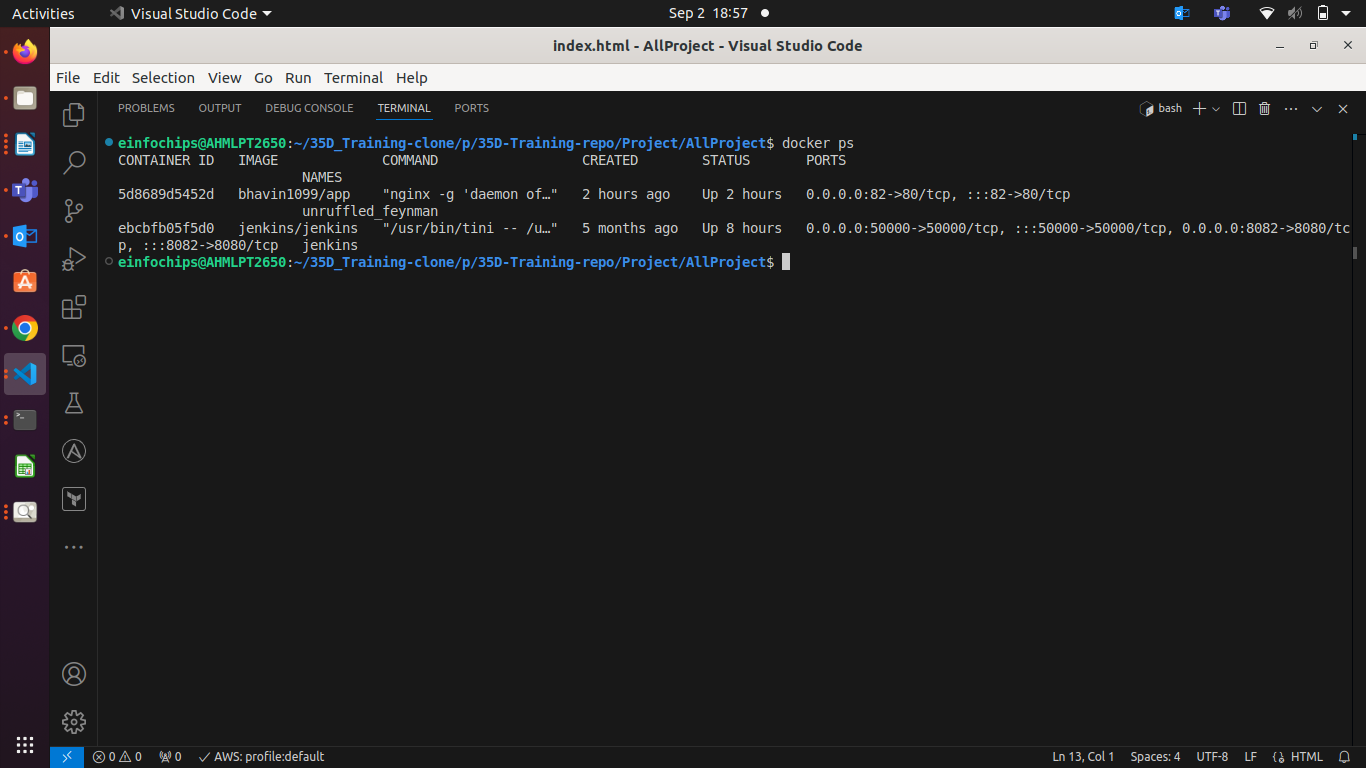 Activities Visual Studio Code Sep 2 18:57
index.html - AllProject - Visual Studio Code
File Edit Selection View Go Run Terminal Help
PROBLEMS OUTPUT DEBUG CONSOLE TERMINAL PORTS bash
einfochips@AHMLPT2650:~/35D_Training-clone/p/35D-Training-repo/Project/AllProject$ docker ps
CONTAINER ID   IMAGE             COMMAND                  CREATED        STATUS       PORTS
                       NAMES
5d8689d5452d   bhavin1099/app    "nginx -g 'daemon of…"   2 hours ago    Up 2 hours   0.0.0.0:82->80/tcp, :::82->80/tcp
                       unruffled_feynman
ebcbfb05f5d0   jenkins/jenkins   "/usr/bin/tini -- /u…"   5 months ago   Up 8 hours   0.0.0.0:50000->50000/tcp, :::50000->50000/tcp, 0.0.0.0:8082->8080/tc
p, :::8082->8080/tcp   jenkins
einfochips@AHMLPT2650:~/35D_Training-clone/p/35D-Training-repo/Project/AllProject$
0 0 0 AWS: profile:default Ln 13, Col 1 Spaces: 4 UTF-8 LF HTML